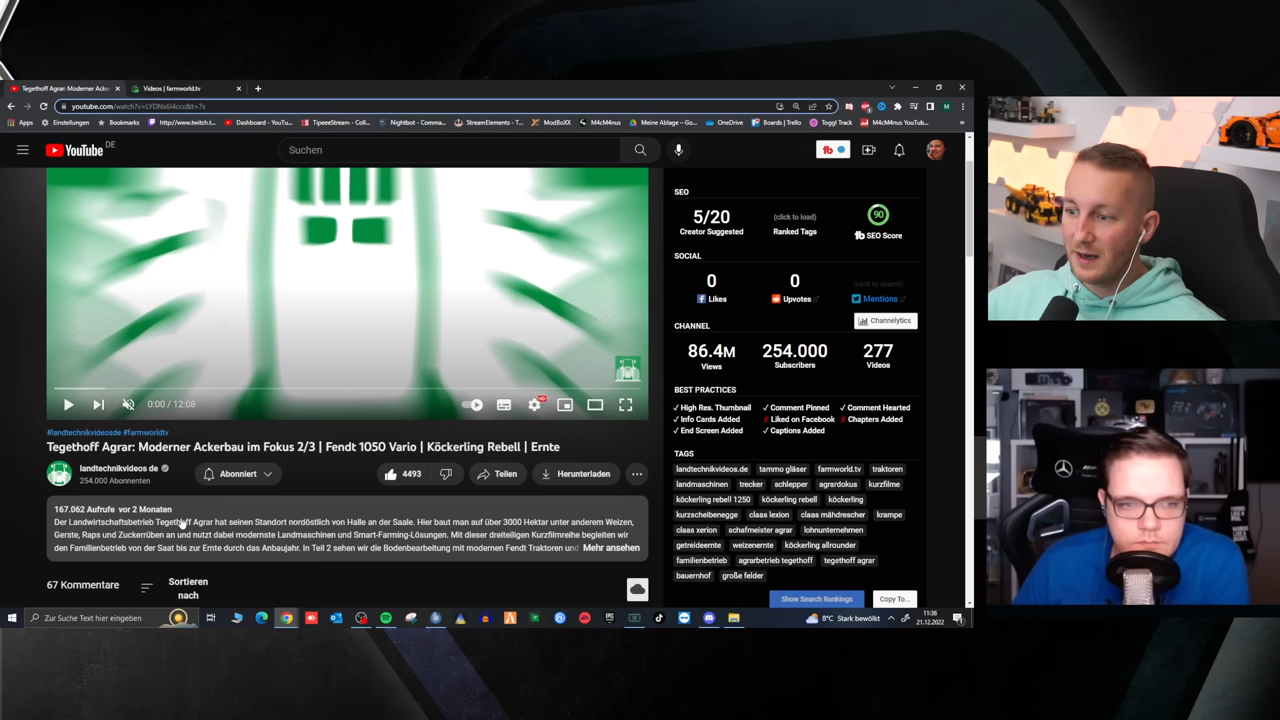 Tegethoff Agrar: Moderner Acker
Videos | farmworld.tv
youtube.com/watch?v=LYDNx6l4ccc&t=7s
Apps
Einstellungen
Bookmarks
http://www.twitch.t...
Dashboard - YouTu...
TipeeeStream - Coll...
Nightbot - Comma...
StreamElements - T...
ModBoXX
M4cM4nus
Meine Ablage – Go...
OneDrive
Boards | Trello
Toggl Track
M4cM4nus YouTub...
YouTube DE
Suchen
0:00 / 12:08
HD
#landtechnikvideosde #farmworldtv
Tegethoff Agrar: Moderner Ackerbau im Fokus 2/3 | Fendt 1050 Vario | Köckerling Rebell | Ernte
landtechnikvideos de
254.000 Abonnenten
Abonniert
4493
Teilen
Herunterladen
167.062 Aufrufe vor 2 Monaten
Der Landwirtschaftsbetrieb Tegethoff Agrar hat seinen Standort nordöstlich von Halle an der Saale. Hier baut man auf über 3000 Hektar unter anderem Weizen,
Gerste, Raps und Zuckerrüben an und nutzt dabei modernste Landmaschinen und Smart-Farming-Lösungen. Mit dieser dreiteiligen Kurzfilmreihe begleiten wir
den Familienbetrieb von der Saat bis zur Ernte durch das Anbaujahr. In Teil 2 sehen wir die Bodenbearbeitung mit modernen Fendt Traktoren und Mehr ansehen
67 Kommentare
Sortieren
nach
SEO
5/20
Creator Suggested
(click to load)
Ranked Tags
90
tb SEO Score
SOCIAL
0
Likes
0
Upvotes
(click to search)
Mentions
CHANNEL
Channelytics
86.4M
Views
254.000
Subscribers
277
Videos
BEST PRACTICES
High Res. Thumbnail
Comment Pinned
Comment Hearted
Info Cards Added
Liked on Facebook
Chapters Added
End Screen Added
Captions Added
TAGS
landtechnikvideos.de
tammo gläser
farmworld.tv
traktoren
landmaschinen
trecker
schlepper
agrardokus
kurzfilme
köckerling rebell 1250
köckerling rebell
köckerling
kurzscheibenegge
claas lexion
claas mähdrescher
krampe
claas xerion
schafmeister agrar
lohnunternehmen
getreideernte
weizenernte
köckerling allrounder
familienbetrieb
agrarbetrieb tegethoff
tegethoff agrar
bauernhof
große felder
Show Search Rankings
Copy To...
Zur Suche Text hier eingeben
8°C Stark bewölkt
11:36
21.12.2022